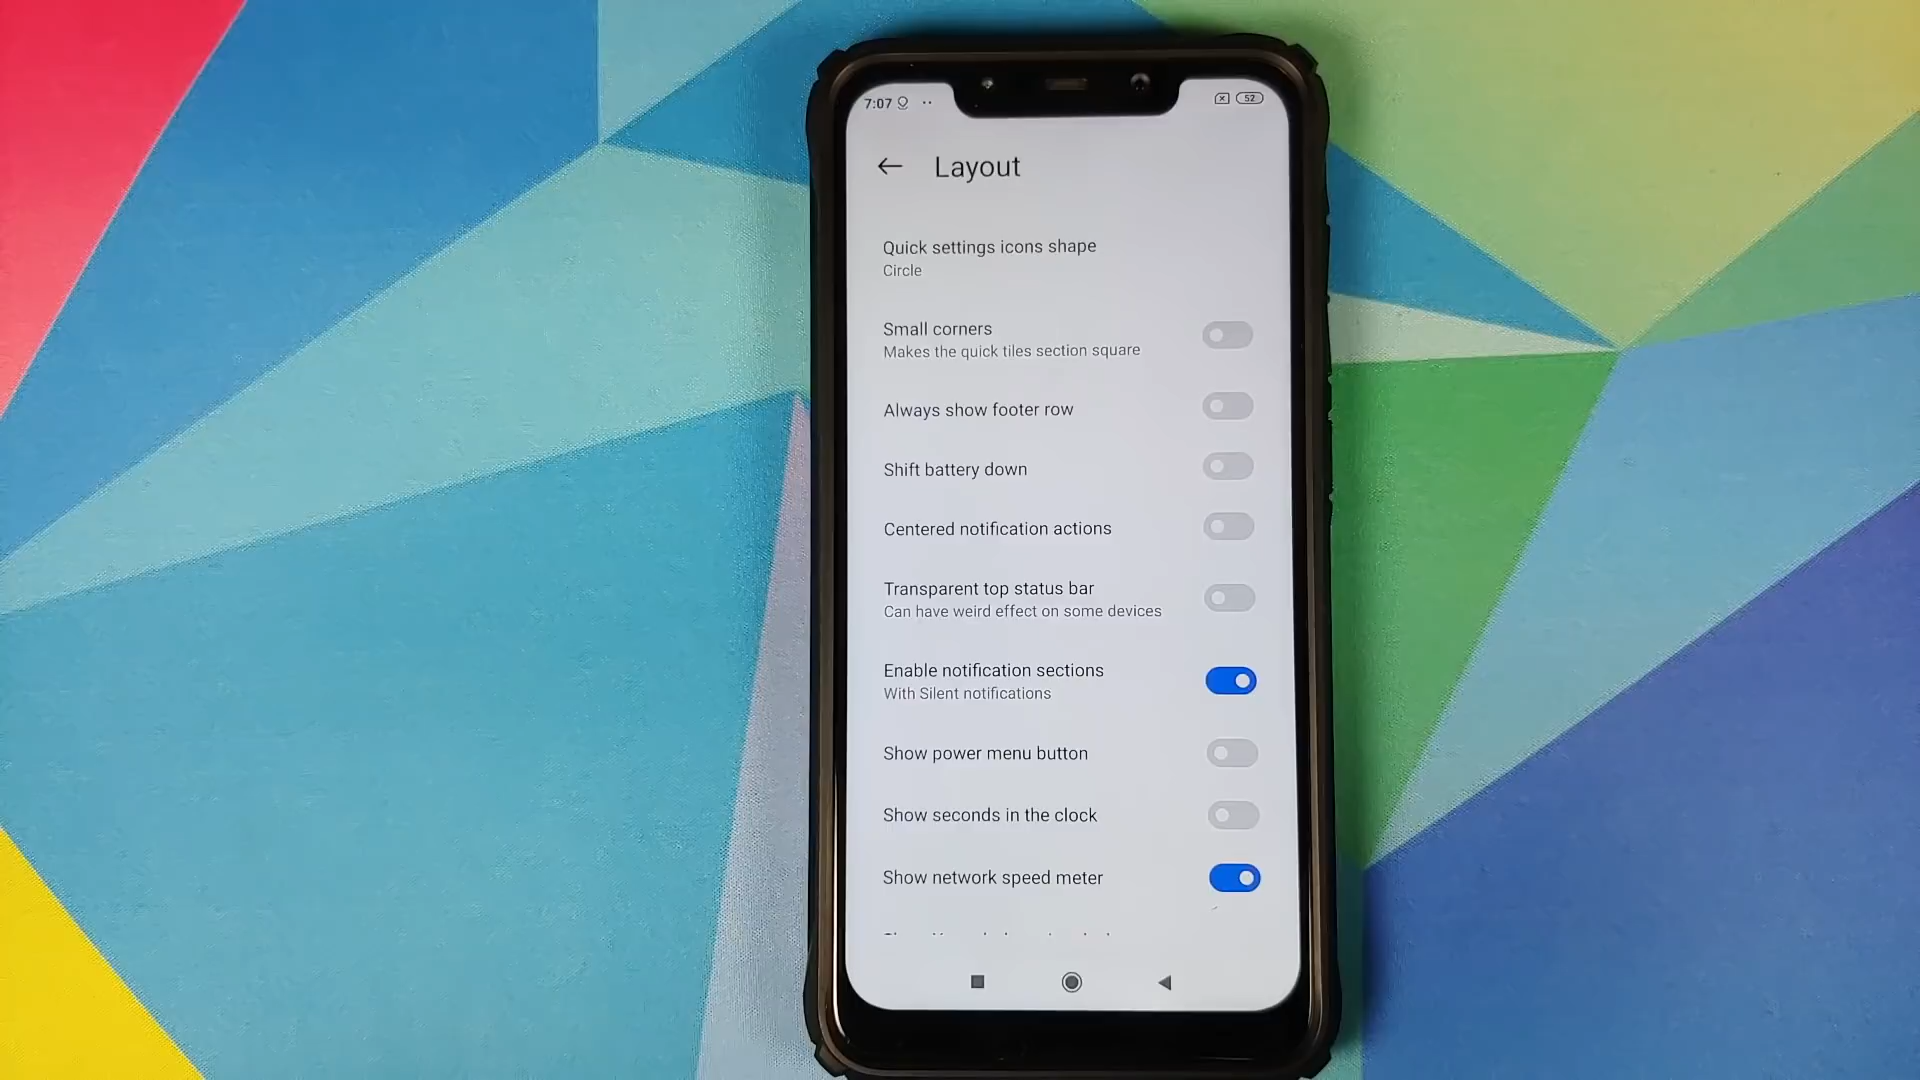 7:07
52
Layout
Quick settings icons shape
Circle
Small corners
Makes the quick tiles section square
Always show footer row
Shift battery down
Centered notification actions
Transparent top status bar
Can have weird effect on some devices
Enable notification sections
With Silent notifications
Show power menu button
Show seconds in the clock
Show network speed meter